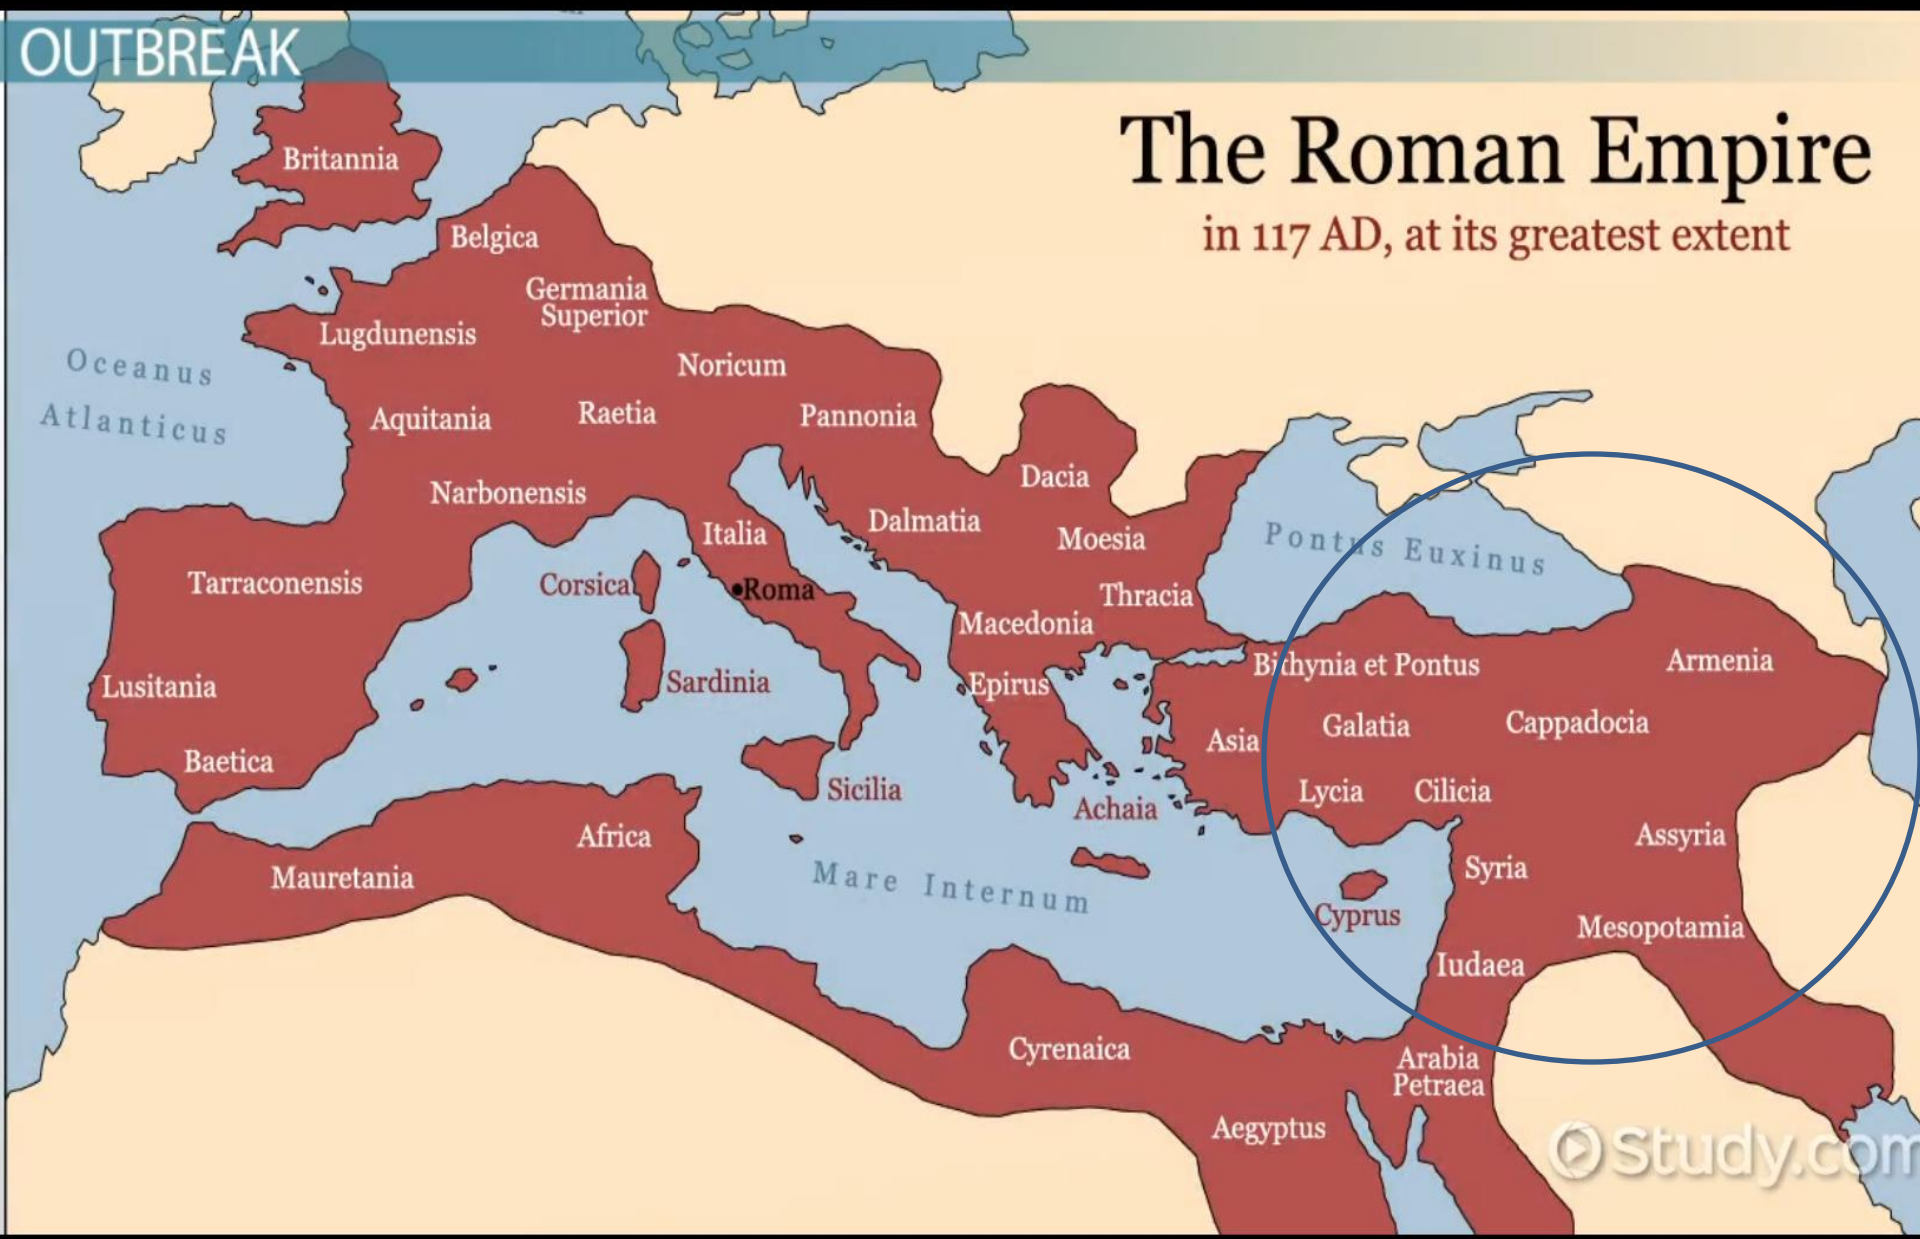 OUTBREAK
The Roman Empire
in 117 AD, at its greatest extent
Britannia
Belgica
Germania
Superior
Lugdunensis
Noricum
Oceanus
Atlanticus
Aquitania
Raetia
Pannonia
Dacia
Narbonensis
Italia
Dalmatia
Moesia
Pontus Euxinus
Tarraconensis
Corsica
Roma
Thracia
Macedonia
Lusitania
Sardinia
Epirus
Bithynia et Pontus
Armenia
Asia
Galatia
Cappadocia
Baetica
Sicilia
Achaia
Lycia
Cilicia
Africa
Assyria
Mauretania
Mare Internum
Syria
Cyprus
Mesopotamia
Iudaea
Cyrenaica
Arabia
Petraea
Aegyptus
Study.com